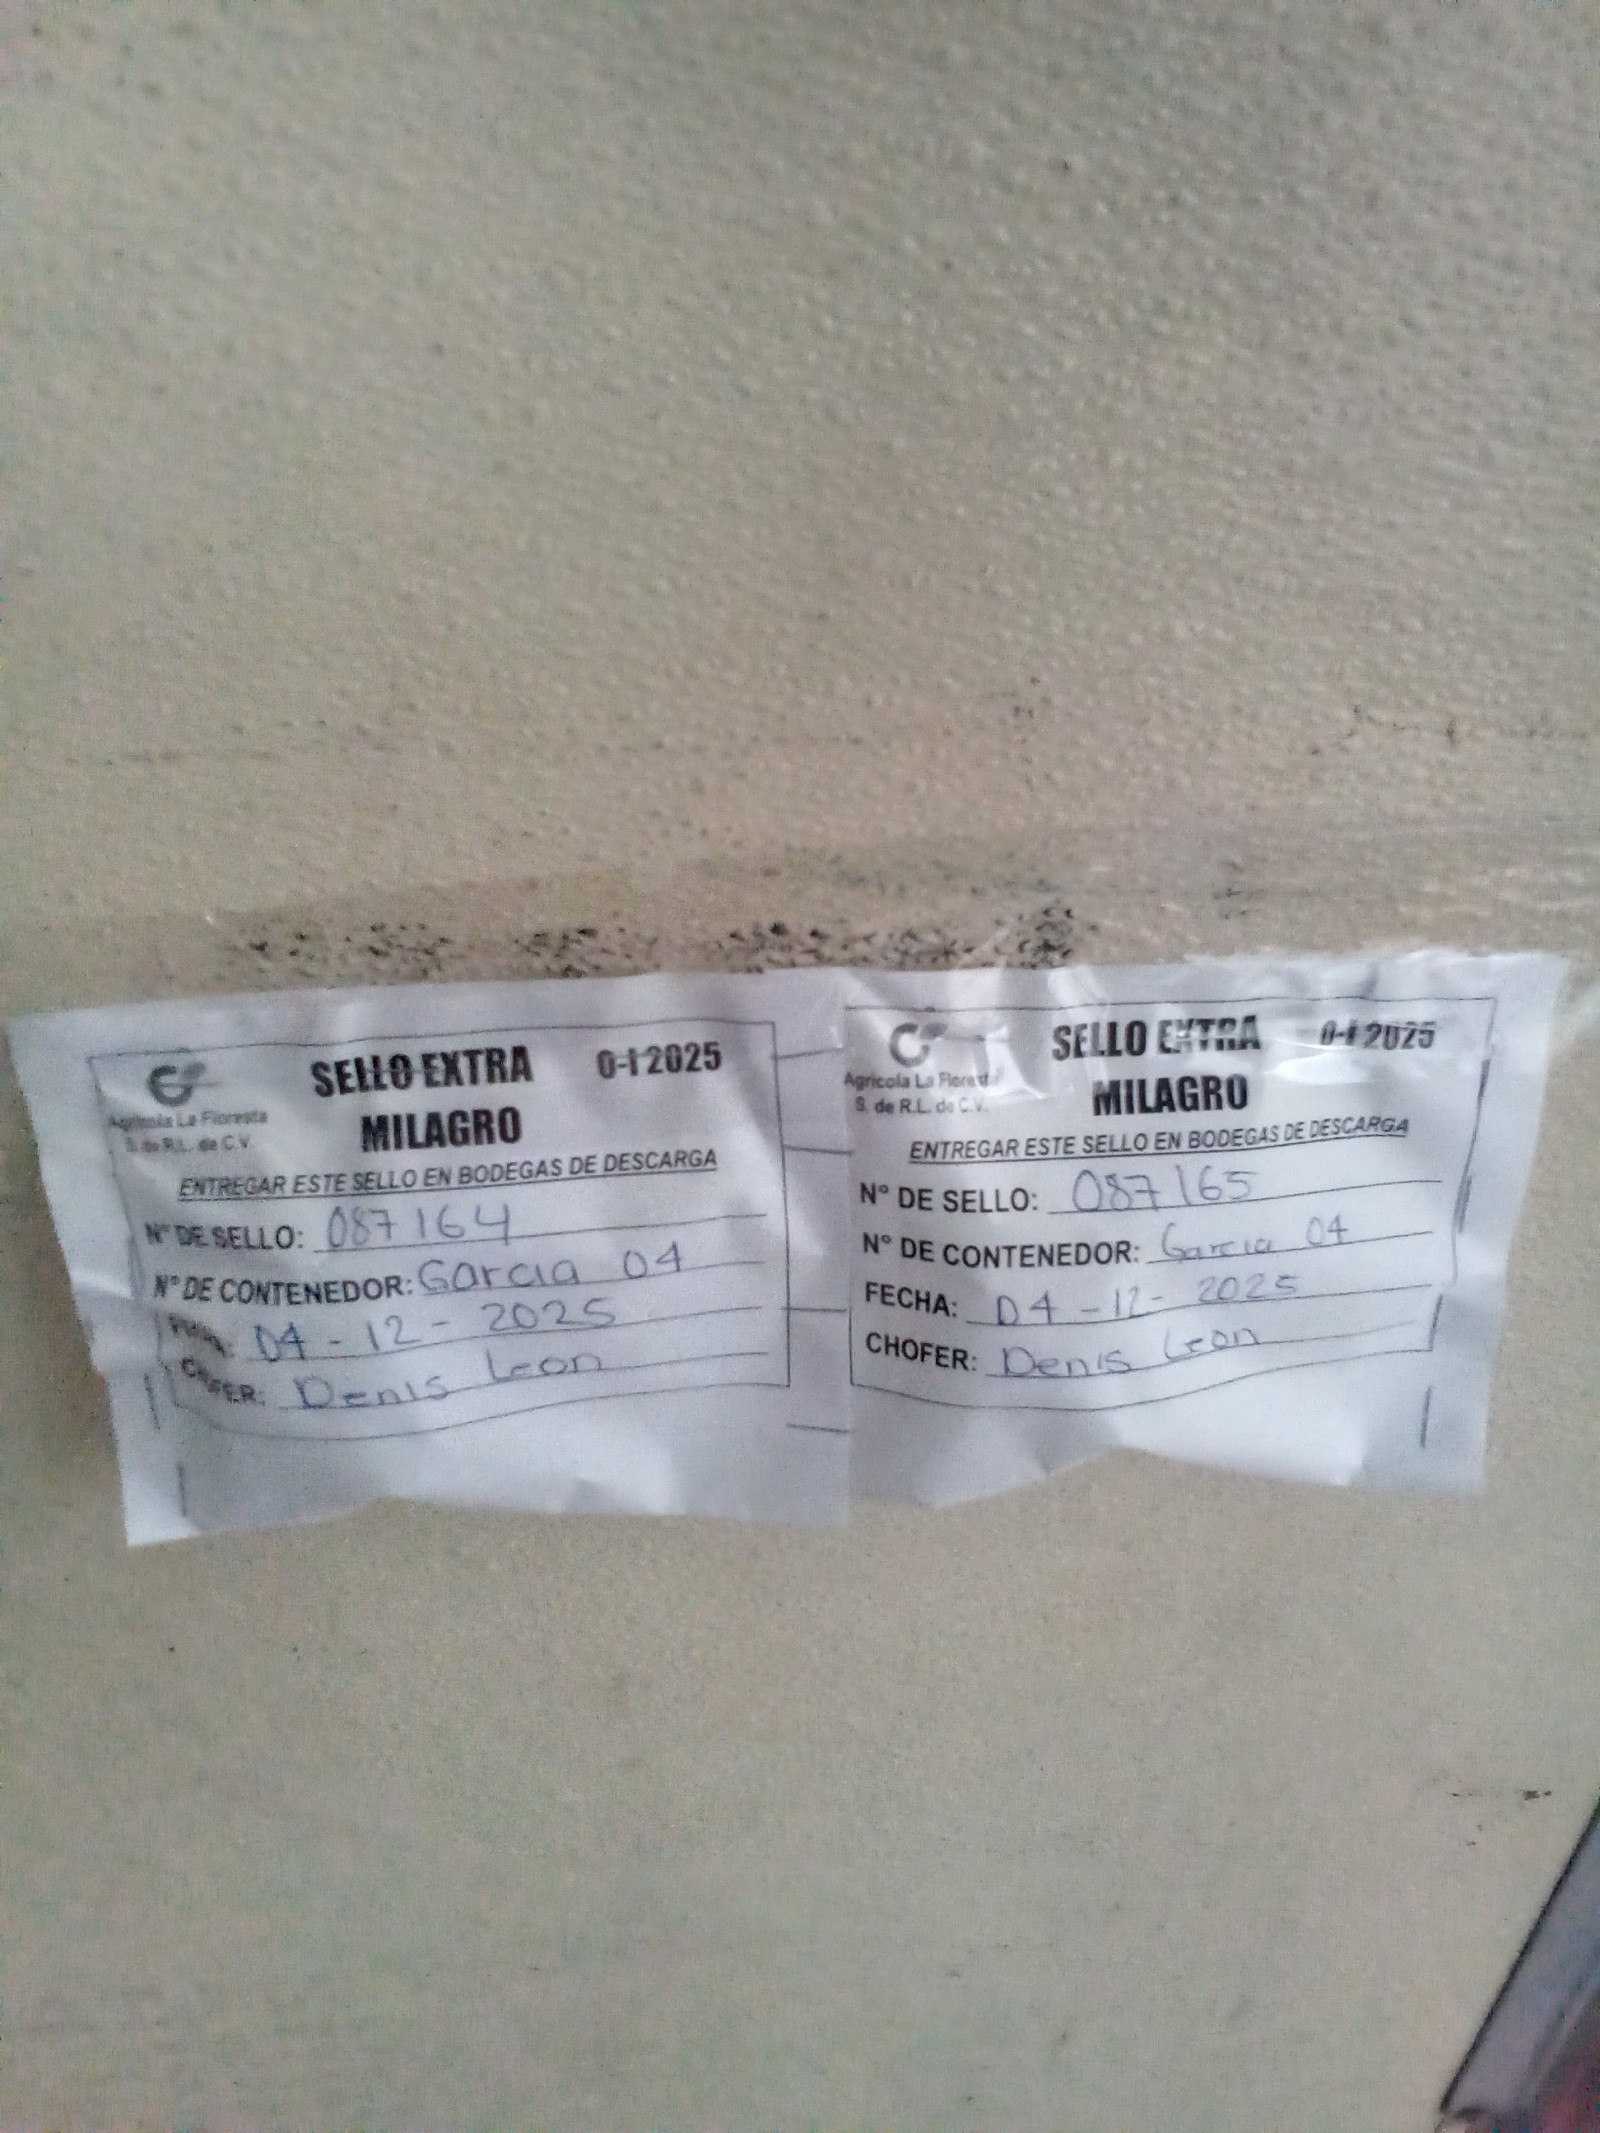 SELLO EXTRA 0-I 2025
Agricola La Floresta
S. de R.L. de C.V.
MILAGRO
ENTREGAR ESTE SELLO EN BODEGAS DE DESCARGA
N° DE SELLO: 087164
N° DE CONTENEDOR: Garcia 04
FECHA: 04-12-2025
CHOFER: Denis Leon
SELLO EXTRA 0-I 2025
Agricola La Floresta
S. de R.L. de C.V.
MILAGRO
ENTREGAR ESTE SELLO EN BODEGAS DE DESCARGA
N° DE SELLO: 087165
N° DE CONTENEDOR: Garcia 04
FECHA: 04-12-2025
CHOFER: Denis Leon